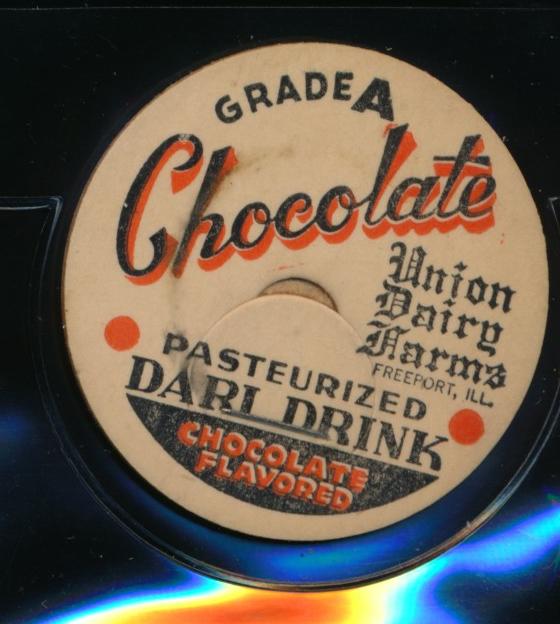 GRADE A
Chocolate
Union
Dairy
Farms
FREEPORT, ILL.
PASTEURIZED
DARI DRINK
CHOCOLATE
FLAVORED